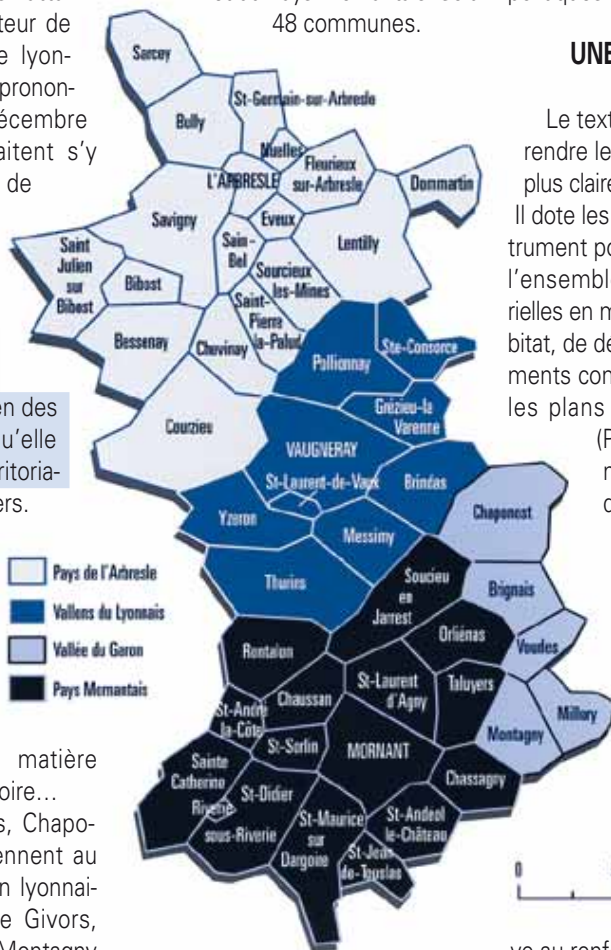 teur de
e lyon-
pronon-
écembre
aitent s'y
de
en des
u'elle
ritoria-
ers.
48 communes.
UNE
Le text
rendre le
plus claire
Il dote les
trument po
l'ensemble
rielles en m
bitat, de dé
ments con
les plans
(P
Sarcey
St-Germain-sur-Arbresle
Bully
Nuelles
Fleurieux
sur-Arbresle
L'ARBRESLE
Dommartin
Savigny
Eveux
Sain-
Bel
Lentilly
Saint
Julien
sur
Bibost
Bibost
Sourcieux
les-Mines
Saint-
Pierre
la-Palud
Bessenay
Chevinay
Pollionnay
Ste-Consorce
Courzieu
Grézieu-la
Varenne
VAUGNERAY
St-Laurent-de-Vaux
Brindas
Yzeron
Chaponost
Messimy
Thurins
Soucieu
en
Jarrest
Brignais
Orliénas
Vourles
Rontalon
St-Laurent
d'Agny
Taluyers
Chaussan
Millery
Montagny
St-André
la-Côte
St-Sorlin
MORNANT
Sainte
Catherine
Chassagny
Riverie
St-Didier
sous-Riverie
St-Maurice
sur
Dargoire
St-Andéol
le-Château
St-Jean
de-Touslas
Pays de l'Arbresle
Vallons du Lyonnais
Vallée du Garon
Pays Mornantais
0
matière
oire…
s, Chapo-
ennent au
n lyonnai-
e Givors,
Montagny